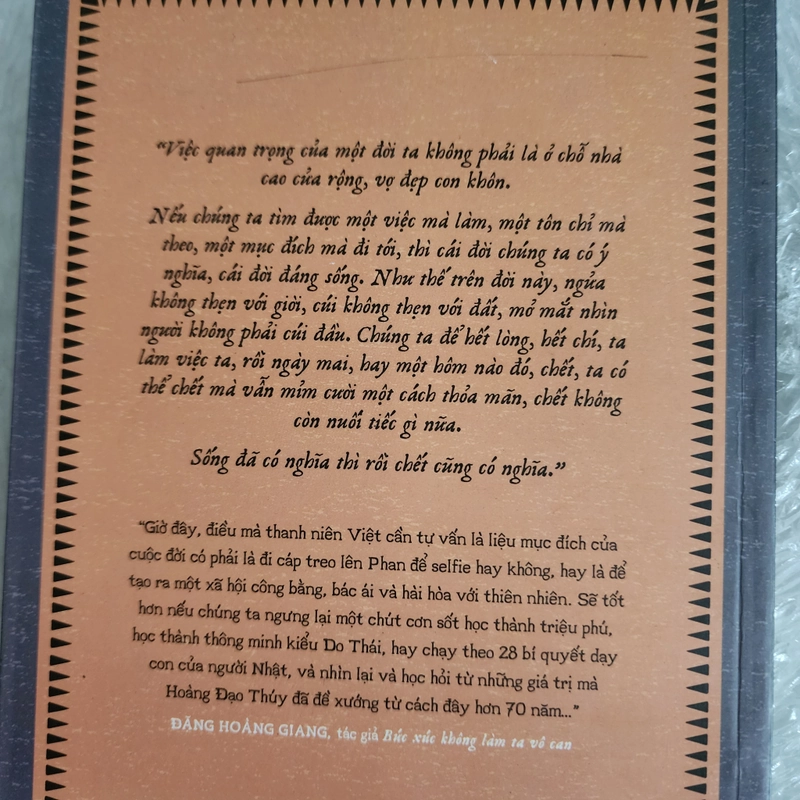 “Việc quan trọng của một đời ta không phải là ở chỗ nhà
cao cửa rộng, vợ đẹp con khôn.
Nếu chúng ta tìm được một việc mà làm, một tôn chỉ mà
theo, một mục đích mà đi tới, thì cái đời chúng ta có ý
nghĩa, cái đời đáng sống. Như thế trên đời này, ngửa
không thẹn với giời, cúi không thẹn với đất, mở mắt nhìn
người không phải cúi đầu. Chúng ta để hết lòng, hết chí, ta
làm việc ta, rồi ngày mai, hay một hôm nào đó, chết, ta có
thể chết mà vẫn mỉm cười một cách thỏa mãn, chết không
còn nuối tiếc gì nữa.
Sống đã có nghĩa thì rồi chết cũng có nghĩa.”
“Giờ đây, điều mà thanh niên Việt cần tự vấn là liệu mục đích của
cuộc đời có phải là đi cáp treo lên Phan để selfie hay không, hay là để
tạo ra một xã hội công bằng, bác ái và hài hòa với thiên nhiên. Sẽ tốt
hơn nếu chúng ta ngưng lại một chút cơn sốt học thành triệu phú,
học thành thông minh kiểu Do Thái, hay chạy theo 28 bí quyết dạy
con của người Nhật, và nhìn lại và học hỏi từ những giá trị mà
Hoàng Đạo Thúy đã đề xướng từ cách đây hơn 70 năm...”
ĐẶNG HOÀNG GIANG, tác giả Bức xúc không làm ta vô can